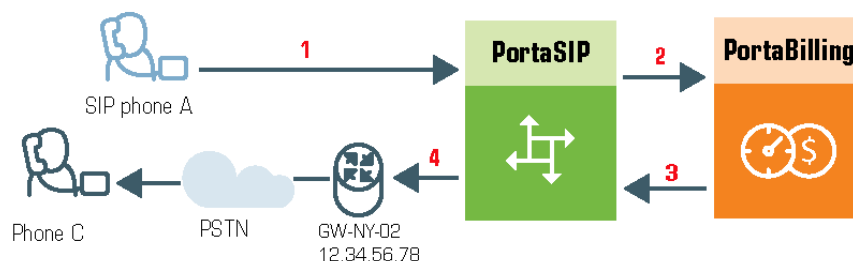 1
PortaSIP
2
PortaBilling
SIP phone A
4
3
$
Phone C
PSTN
GW-NY-02
12.34.56.78